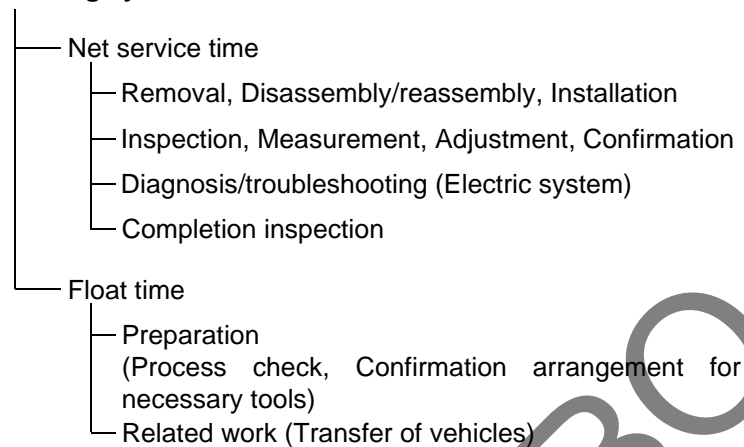 Net service time
Removal, Disassembly/reassembly, Installation
Inspection, Measurement, Adjustment, Confirmation
Diagnosis/troubleshooting (Electric system)
Completion inspection
Float time
Preparation
(Process check, Confirmation arrangement for
necessary tools)
Related work (Transfer of vehicles)